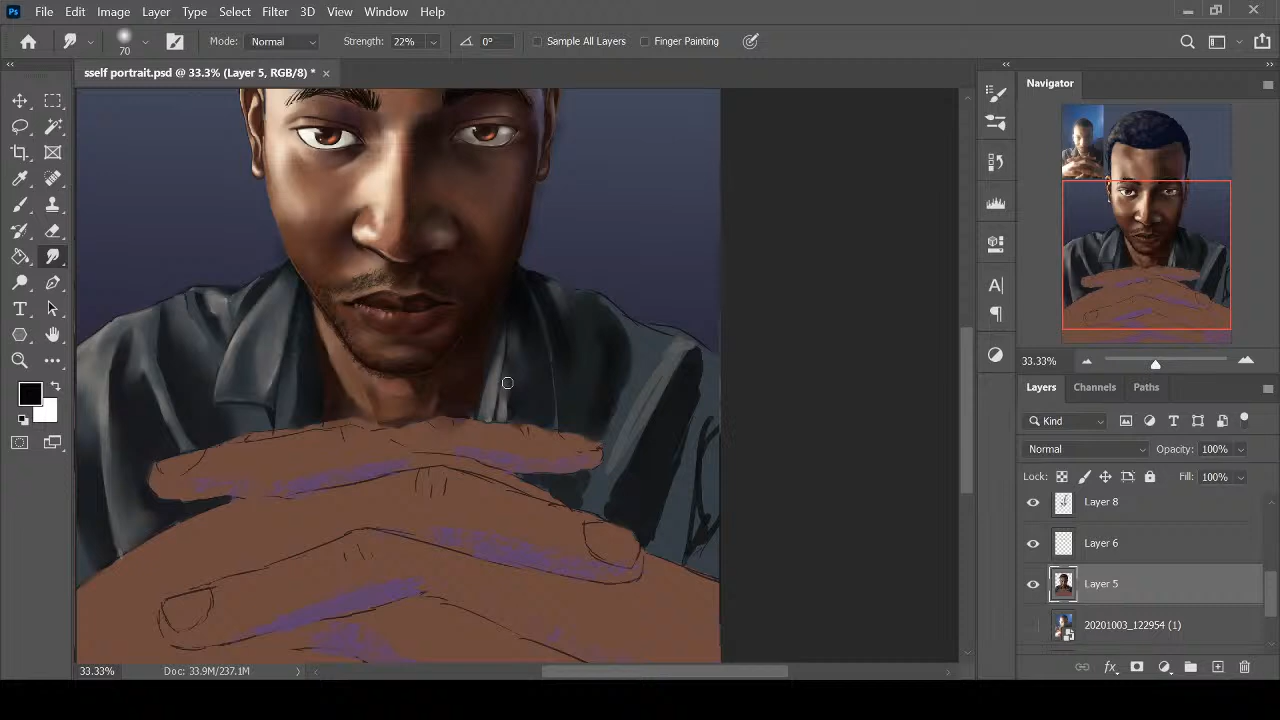 Ps File Edit Image Layer Type Select Filter 3D View Window Help
70 Mode: Normal Strength: 22% 0° Sample All Layers Finger Painting
sself portrait.psd @ 33.3% (Layer 5, RGB/8) * ×
Navigator
33.33%
Layers Channels Paths
Kind
Normal Opacity: 100%
Lock: Fill: 100%
Layer 8
Layer 6
Layer 5
20201003_122954 (1)
fx
33.33% Doc: 33.9M/237.1M